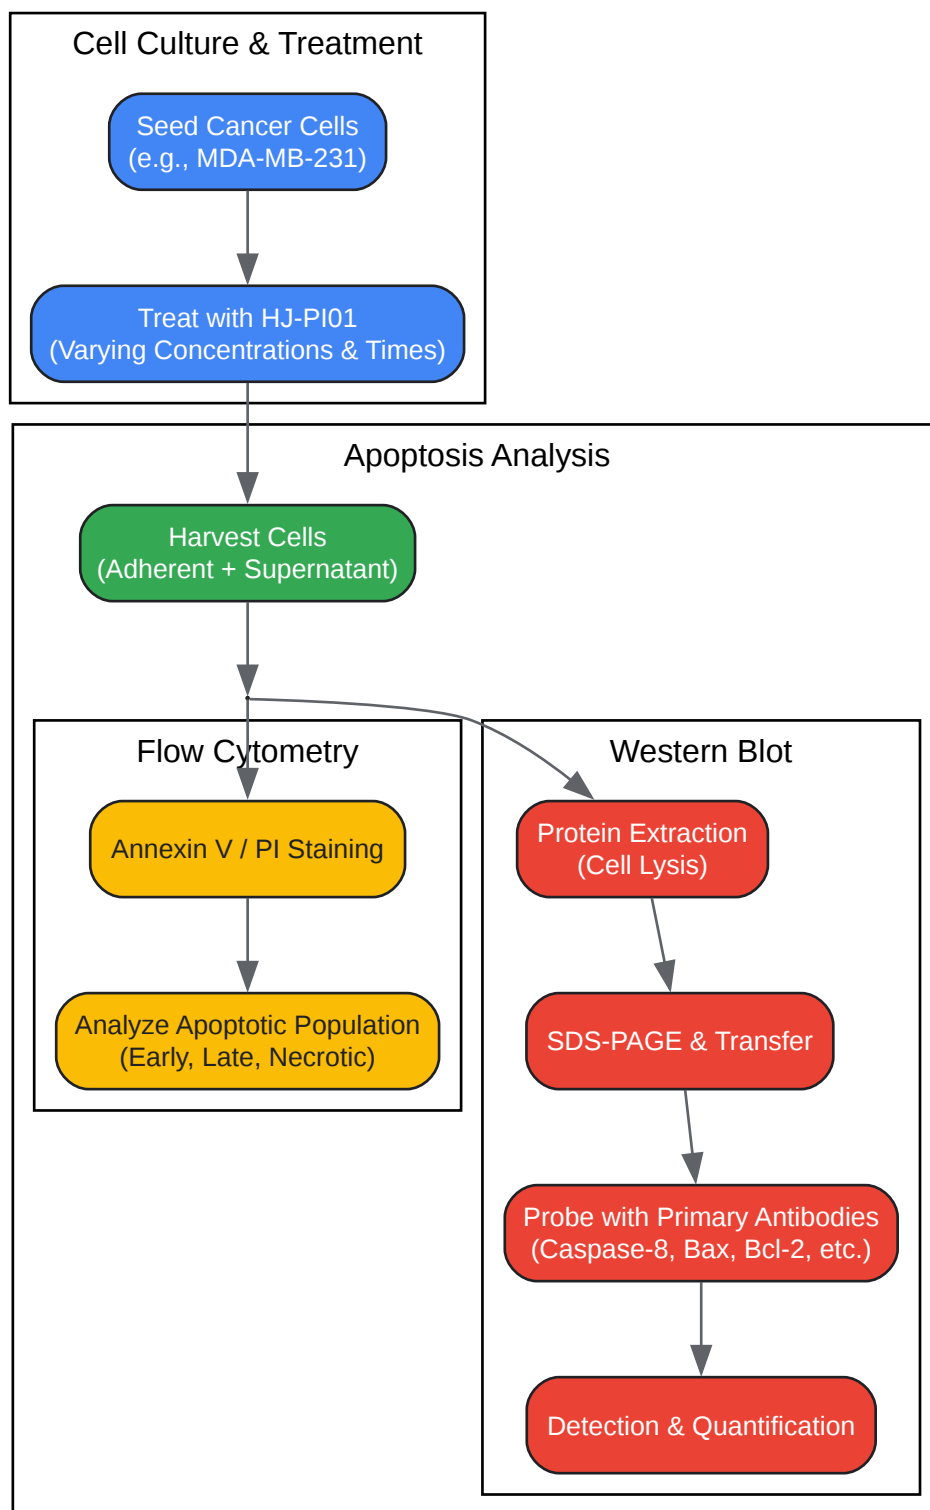 Cell Culture & Treatment
Seed Cancer Cells
(e.g., MDA-MB-231)
Treat with HJ-PI01
(Varying Concentrations & Times)
Apoptosis Analysis
Harvest Cells
(Adherent + Supernatant)
Flow Cytometry
Annexin V / PI Staining
Analyze Apoptotic Population
(Early, Late, Necrotic)
Western Blot
Protein Extraction
(Cell Lysis)
SDS-PAGE & Transfer
Probe with Primary Antibodies
(Caspase-8, Bax, Bcl-2, etc.)
Detection & Quantification